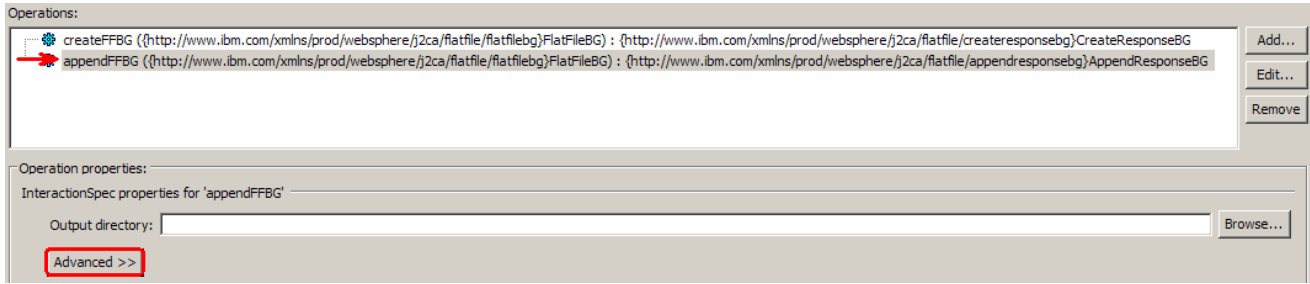 Operations:
createFFBG ({http://www.ibm.com/xmlns/prod/websphere/j2ca/flatfile/flatfilebg}FlatFileBG) : {http://www.ibm.com/xmlns/prod/websphere/j2ca/flatfile/createresponsebg}CreateResponseBG
Add...
appendFFBG ({http://www.ibm.com/xmlns/prod/websphere/j2ca/flatfile/flatfilebg}FlatFileBG) : {http://www.ibm.com/xmlns/prod/websphere/j2ca/flatfile/appendresponsebg}AppendResponseBG
Edit...
Remove
Operation properties:
InteractionSpec properties for 'appendFFBG'
Output directory:
Browse...
Advanced >>